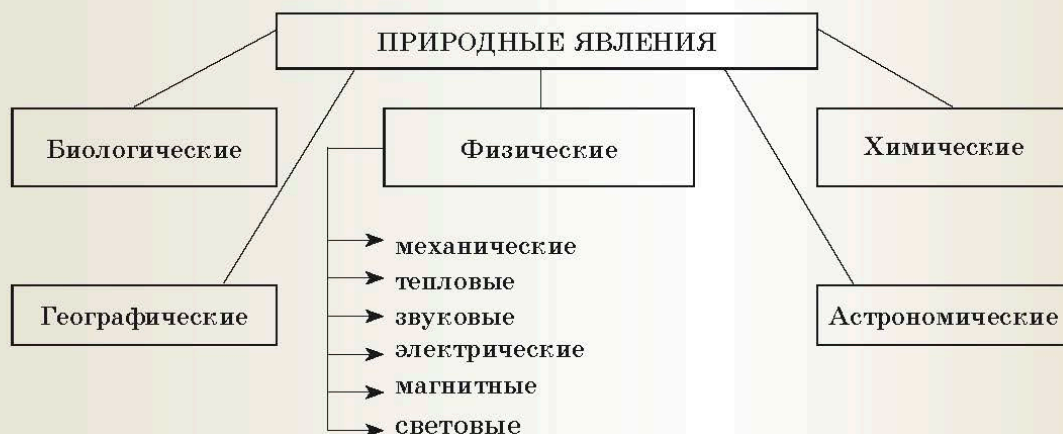 ПРИРОДНЫЕ ЯВЛЕНИЯ
Биологические
Физические
Химические
механические
тепловые
звуковые
электрические
магнитные
световые
Географические
Астрономические